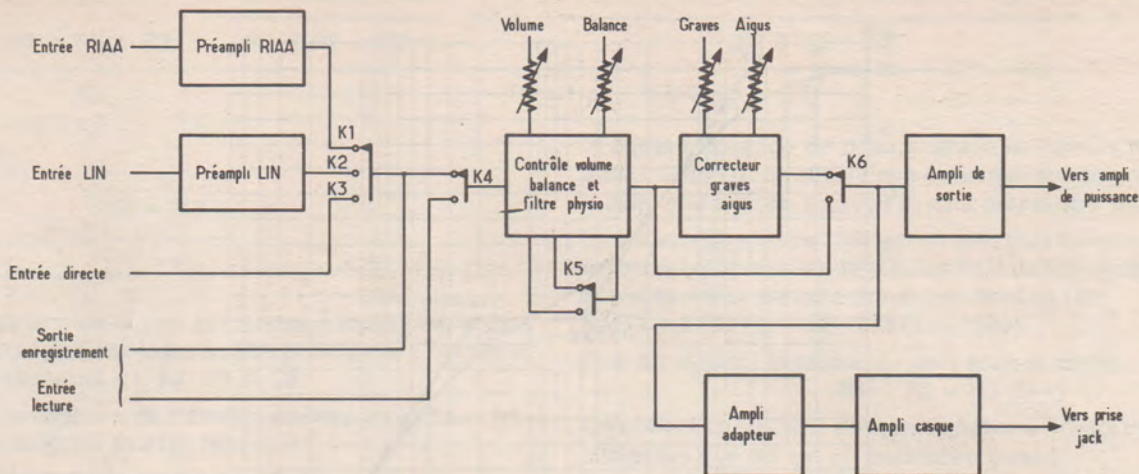 Volume
Balance
Graves
Aigus
Entrée RIAA
Préampli RIAA
K1
Entrée LIN
Préampli LIN
K2
K3
K4
Contrôle volume
balance et
filtre physio
Correcteur
graves
aigus
K6
Ampli de
sortie
Vers ampli
de puissance
Entrée directe
K5
Sortie
enregistrement
Entrée
lecture
Ampli
adapteur
Ampli casque
Vers prise
jack